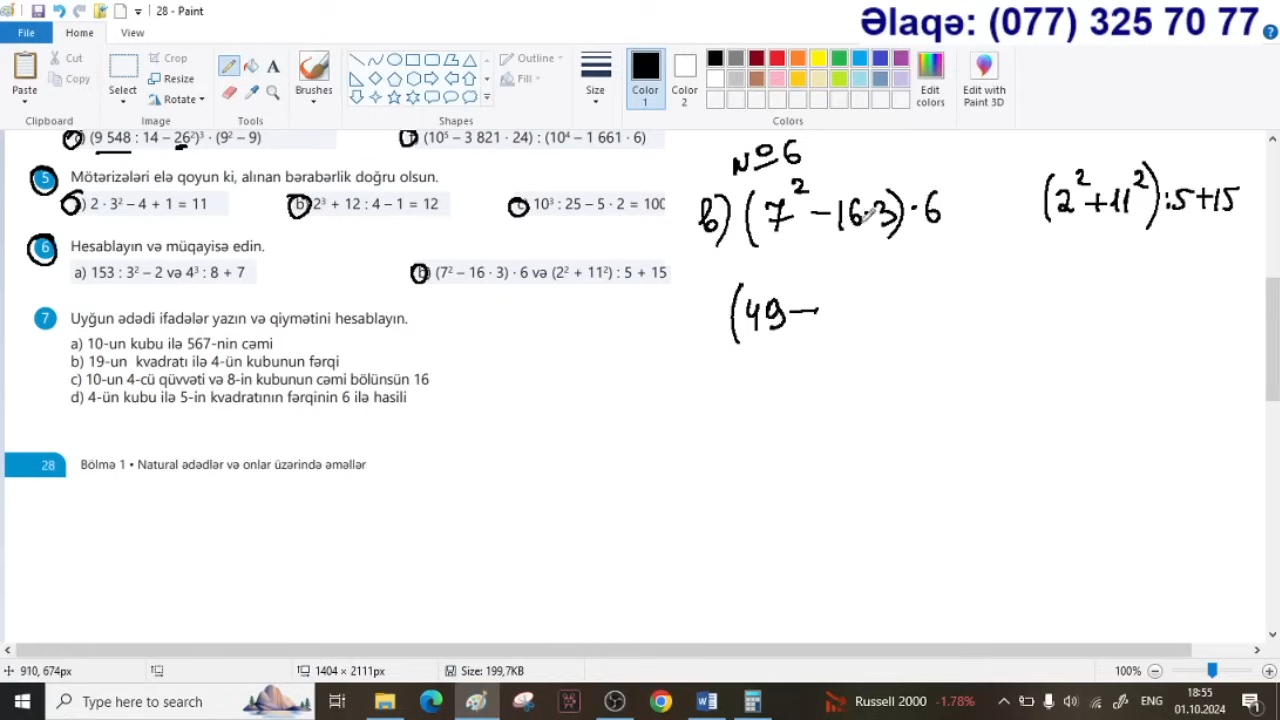 28 - Paint
Əlaqə: (077) 325 70 77
File Home View
Cut
Copy
Paste
Clipboard
Crop
Resize
Rotate
Select
Image
Tools
Brushes
Shapes
Outline
Fill
Size
Color 1
Color 2
Edit colors
Edit with Paint 3D
Colors
(9 548 : 14 – 26²)³ · (9² – 9)
(10⁵ – 3 821 · 24) : (10⁴ – 1 661 · 6)
5 Mötərizələri elə qoyun ki, alınan bərabərlik doğru olsun.
a) 2 · 3² – 4 + 1 = 11 b) 2³ + 12 : 4 – 1 = 12 c) 10³ : 25 – 5 · 2 = 100
6 Hesablayın və müqayisə edin.
a) 153 : 3² – 2 və 4³ : 8 + 7 b) (7² – 16 · 3) · 6 və (2² + 11²) : 5 + 15
7 Uyğun ədədi ifadələr yazın və qiymətini hesablayın.
a) 10-un kubu ilə 567-nin cəmi
b) 19-un kvadratı ilə 4-ün kubunun fərqi
c) 10-un 4-cü qüvvəti və 8-in kubunun cəmi bölünsün 16
d) 4-ün kubu ilə 5-in kvadratının fərqinin 6 ilə hasili
28 Bölmə 1 • Natural ədədlər və onlar üzərində əməllər
№ 6
b) (7² – 16·3) · 6 (2² + 11²) : 5 + 15
(49 –
910, 674px 1404 × 2111px Size: 199,7KB 100%
Type here to search
Russell 2000 -1.78% ENG 18:55
01.10.2024